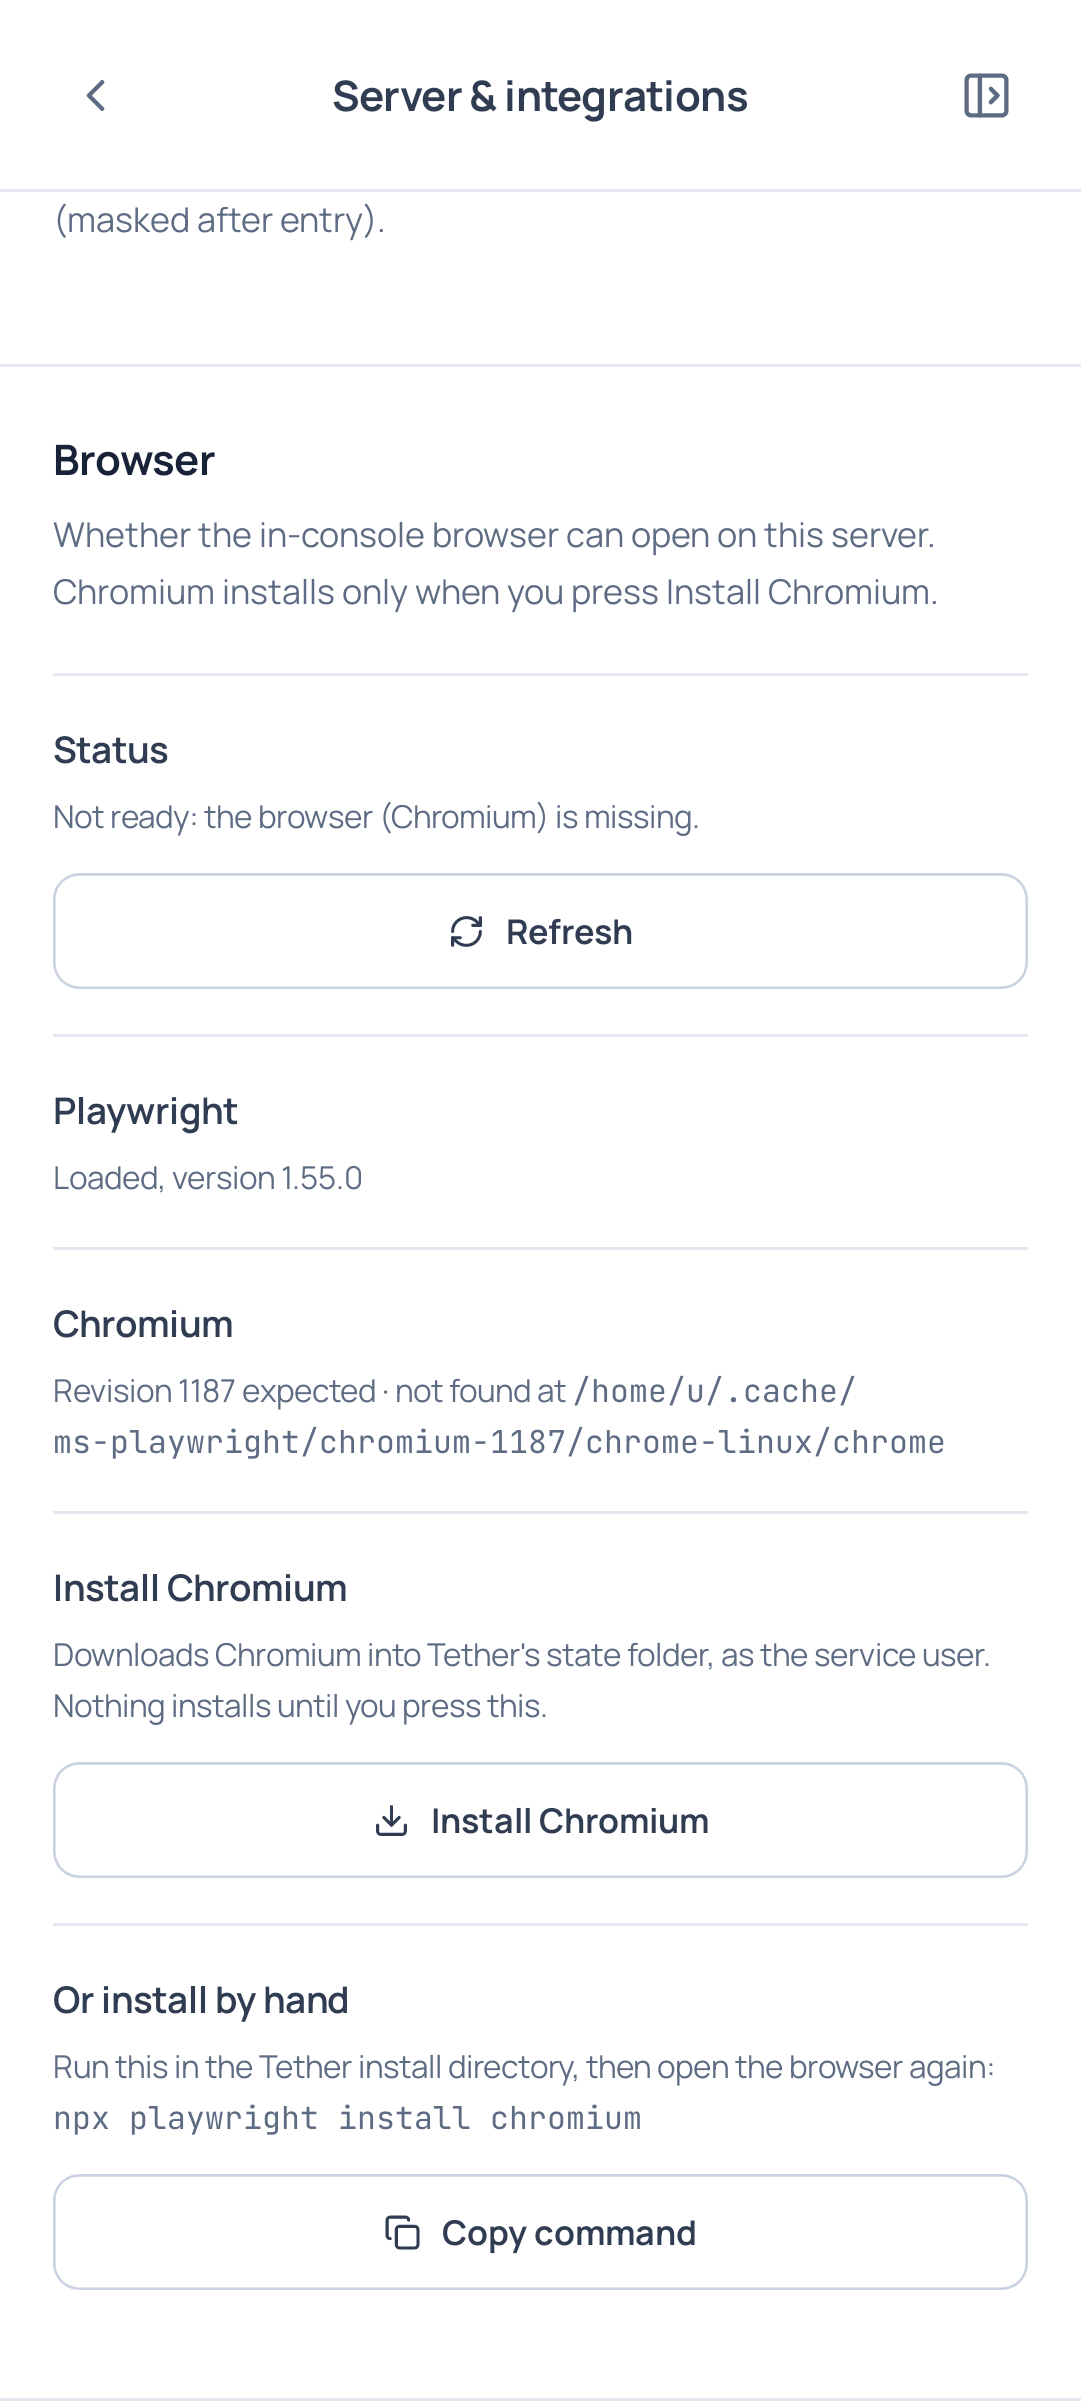 Server & integrations
(masked after entry).
Browser
Whether the in-console browser can open on this server.
Chromium installs only when you press Install Chromium.
Status
Not ready: the browser (Chromium) is missing.
Refresh
Playwright
Loaded, version 1.55.0
Chromium
Revision 1187 expected · not found at /home/u/.cache/
ms-playwright/chromium-1187/chrome-linux/chrome
Install Chromium
Downloads Chromium into Tether's state folder, as the service user.
Nothing installs until you press this.
Install Chromium
Or install by hand
Run this in the Tether install directory, then open the browser again:
npx playwright install chromium
Copy command